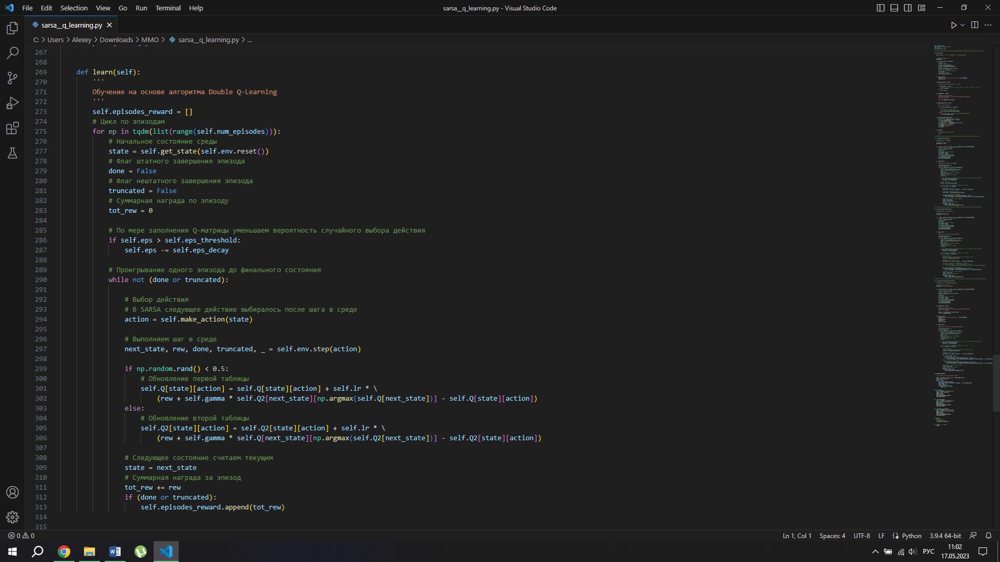 File Edit Selection View Go Run Terminal Help
sarsa__q_learning.py - Visual Studio Code
sarsa__q_learning.py
C: > Users > Alexey > Downloads > MMO > sarsa__q_learning.py > ...
267
268
269 def learn(self):
270 '''
271 Обучение на основе алгоритма Double Q-Learning
272 '''
273 self.episodes_reward = []
274 # Цикл по эпизодам
275 for ep in tqdm(list(range(self.num_episodes))):
276 # Начальное состояние среды
277 state = self.get_state(self.env.reset())
278 # Флаг штатного завершения эпизода
279 done = False
280 # Флаг нештатного завершения эпизода
281 truncated = False
282 # Суммарная награда по эпизоду
283 tot_rew = 0
284
285 # По мере заполнения Q-матрицы уменьшаем вероятность случайного выбора действия
286 if self.eps > self.eps_threshold:
287 self.eps -= self.eps_decay
288
289 # Проигрывание одного эпизода до финального состояния
290 while not (done or truncated):
291
292 # Выбор действия
293 # В SARSA следующее действие выбиралось после шага в среде
294 action = self.make_action(state)
295
296 # Выполняем шаг в среде
297 next_state, rew, done, truncated, _ = self.env.step(action)
298
299 if np.random.rand() < 0.5:
300 # Обновление первой таблицы
301 self.Q[state][action] = self.Q[state][action] + self.lr * \
302 (rew + self.gamma * self.Q2[next_state][np.argmax(self.Q[next_state])] - self.Q[state][action])
303 else:
304 # Обновление второй таблицы
305 self.Q2[state][action] = self.Q2[state][action] + self.lr * \
306 (rew + self.gamma * self.Q[next_state][np.argmax(self.Q2[next_state])] - self.Q2[state][action])
307
308 # Следующее состояние считаем текущим
309 state = next_state
310 # Суммарная награда за эпизод
311 tot_rew += rew
312 if (done or truncated):
313 self.episodes_reward.append(tot_rew)
314
315
0 0
Ln 1, Col 1 Spaces: 4 UTF-8 LF Python 3.9.4 64-bit
РУС
11:02
17.05.2023